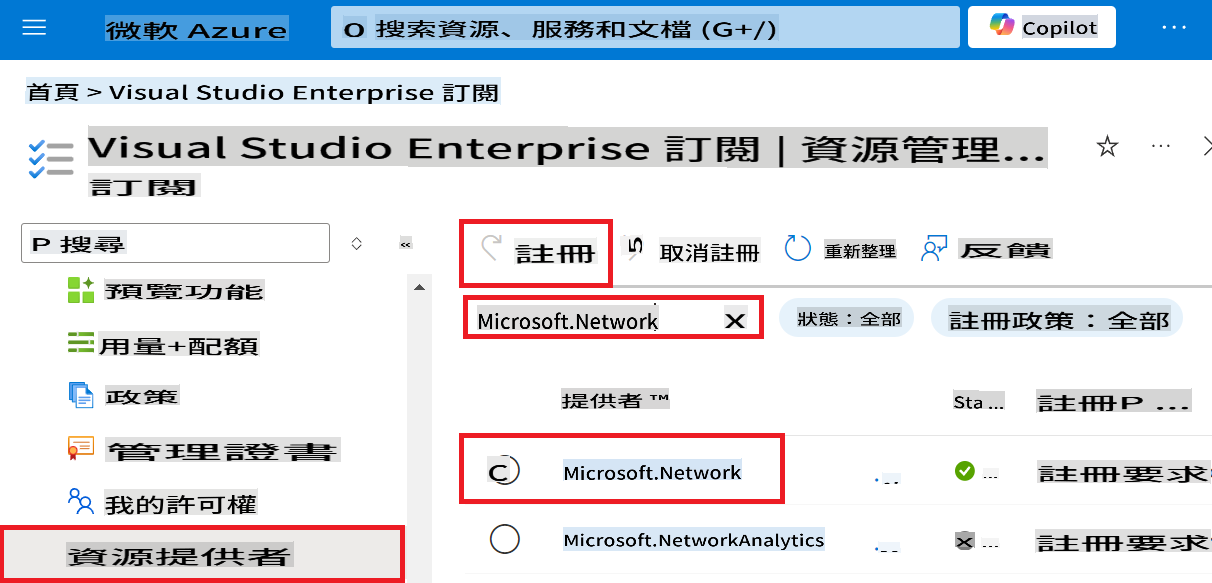 微軟 Azure
O 搜索資源、服務和文檔 (G+/)
Copilot
首頁 > Visual Studio Enterprise 訂閱
Visual Studio Enterprise 訂閱 | 資源管理...
訂閱
P 搜尋
«
註冊
5
取消註冊
重新整理
反饋
預覽功能
Microsoft.Network
狀態：全部
註冊政策：全部
用量+配額
政策
提供者 ™
Sta ...
註冊P ...
管理證書
C
Microsoft.Network
...
註冊要求
我的許可權
資源提供者
Microsoft.NetworkAnalytics
...
註冊要求